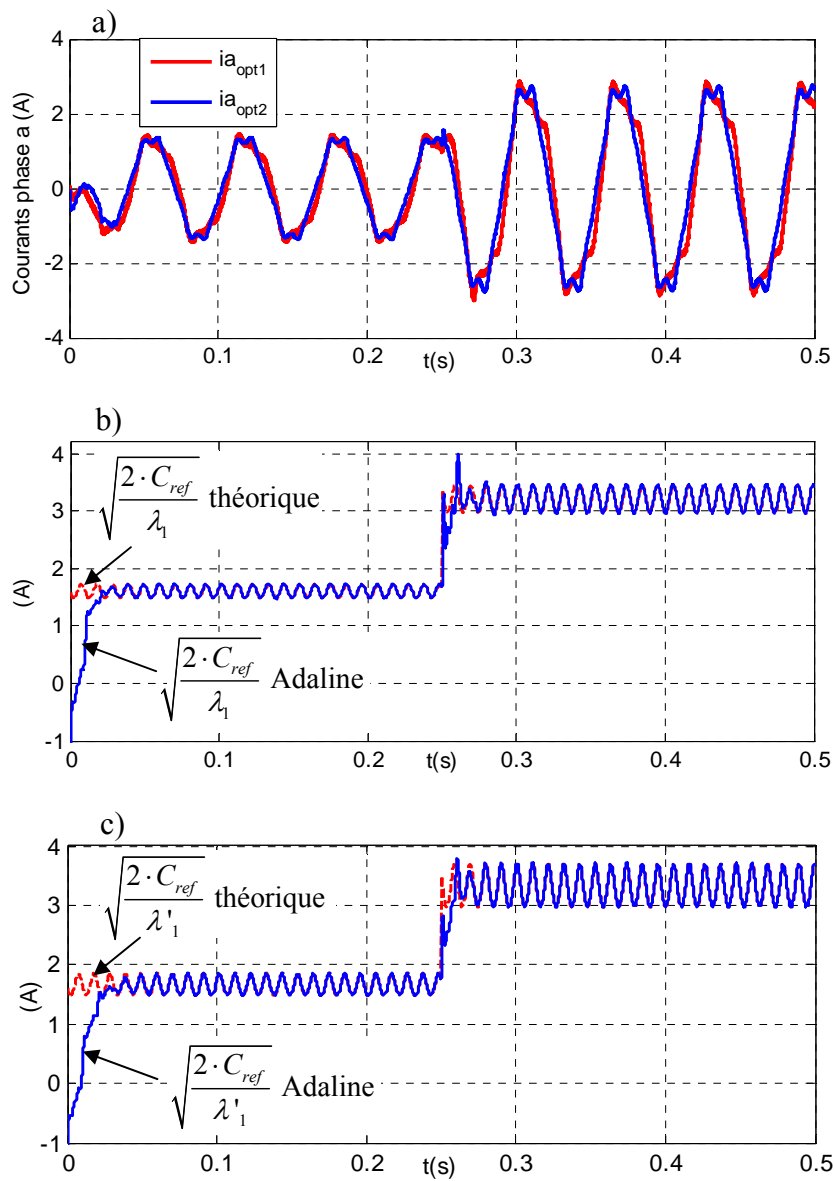 a)
Courants phase a (A)
4
2
0
-2
-4
ia_opt1
ia_opt2
0
0.1
0.2
0.3
0.4
0.5
t(s)
b)
(A)
4
3
2
1
0
-1
√(2·C_ref/λ_1) théorique
√(2·C_ref/λ_1) Adaline
0
0.1
0.2
0.3
0.4
0.5
t(s)
c)
(A)
4
3
2
1
0
-1
√(2·C_ref/λ'_1) théorique
√(2·C_ref/λ'_1) Adaline
0
0.1
0.2
0.3
0.4
0.5
t(s)